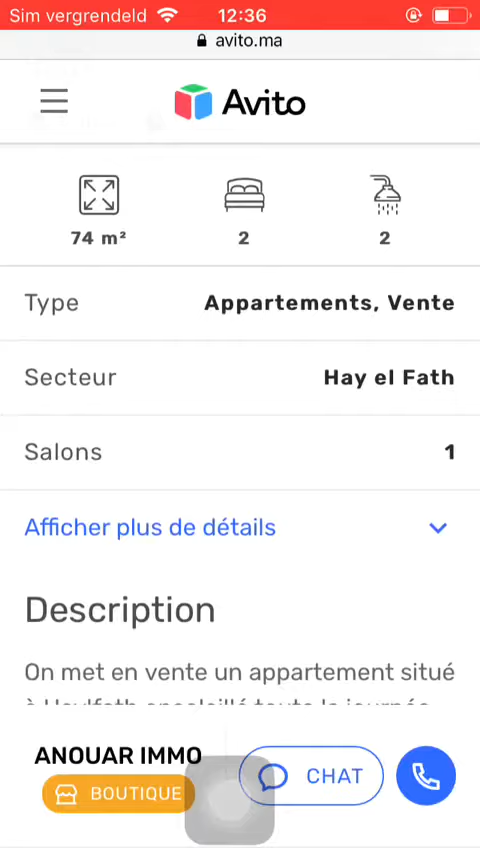 Sim vergrendeld 12:36
avito.ma
Avito
74 m² 2 2
Type Appartements, Vente
Secteur Hay el Fath
Salons 1
Afficher plus de détails
Description
On met en vente un appartement situé
ANOUAR IMMO
BOUTIQUE
CHAT